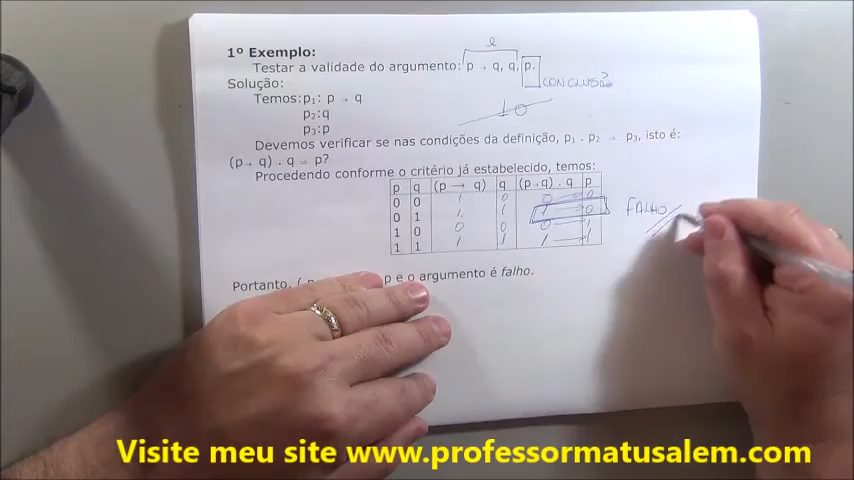 1º Exemplo:
e
Testar a validade do argumento: p → q, q, p.
CONCLUSÃO
Solução:
Temos:p₁: p → q
p₂:q
p₃:p
1 0
Devemos verificar se nas condições da definição, p₁ . p₂ ⇒ p₃, isto é:
(p→ q) . q ⇒ p?
Procedendo conforme o critério já estabelecido, temos:
p q (p → q) q (p→q) . q p
0 0 1 0 0 0
0 1 1 1 1 0 FALHO
1 0 0 0 0 1
1 1 1 1 1 1
Portanto, ( p p e o argumento é falho.
Visite meu site www.professormatusalem.com